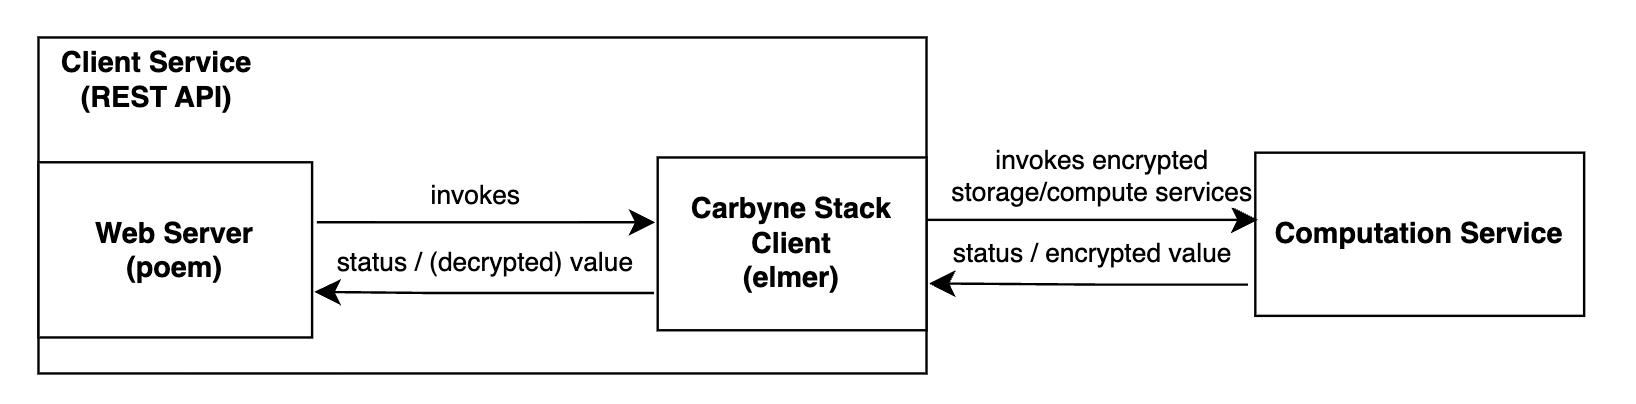 Client Service
(REST API)
Web Server
(poem)
invokes
status / (decrypted) value
Carbyne Stack
Client
(elmer)
invokes encrypted
storage/compute services
status / encrypted value
Computation Service